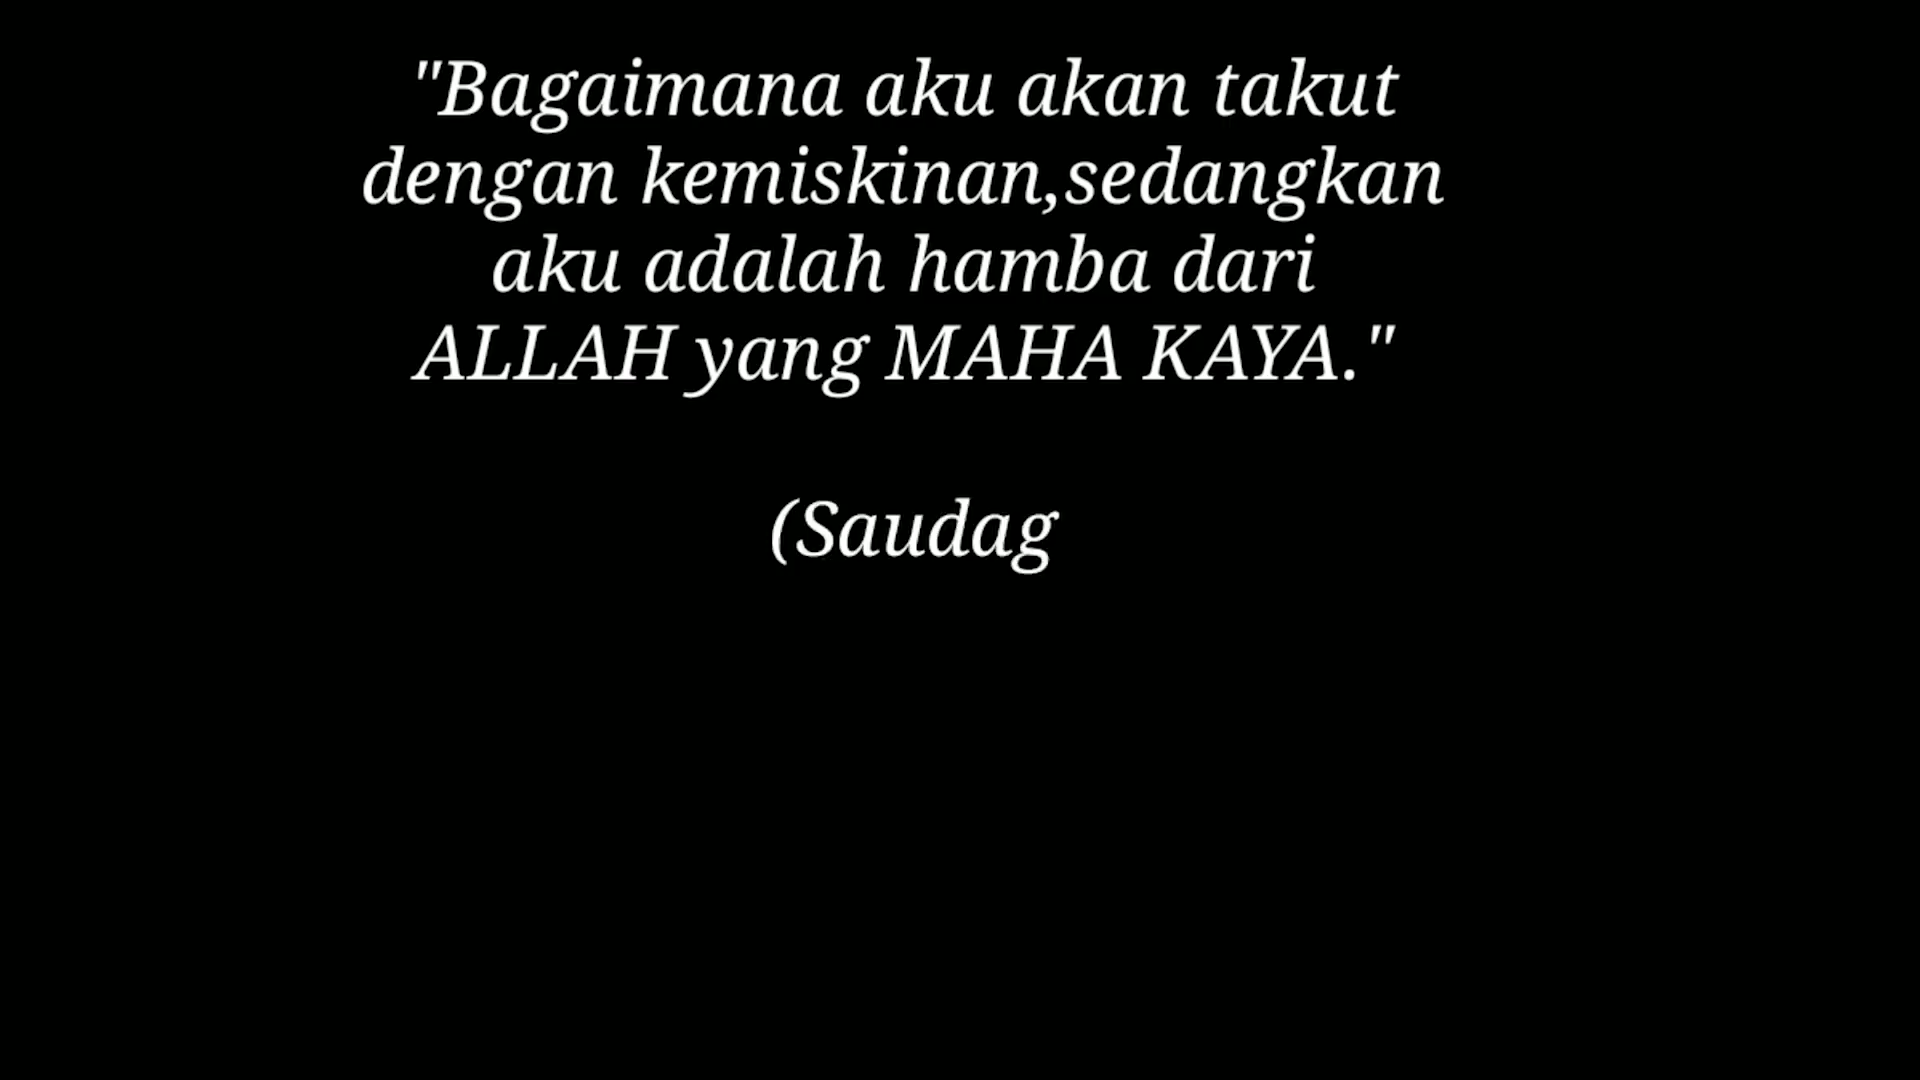 "Bagaimana aku akan takut
dengan kemiskinan,sedangkan
aku adalah hamba dari
ALLAH yang MAHA KAYA."
(Saudag